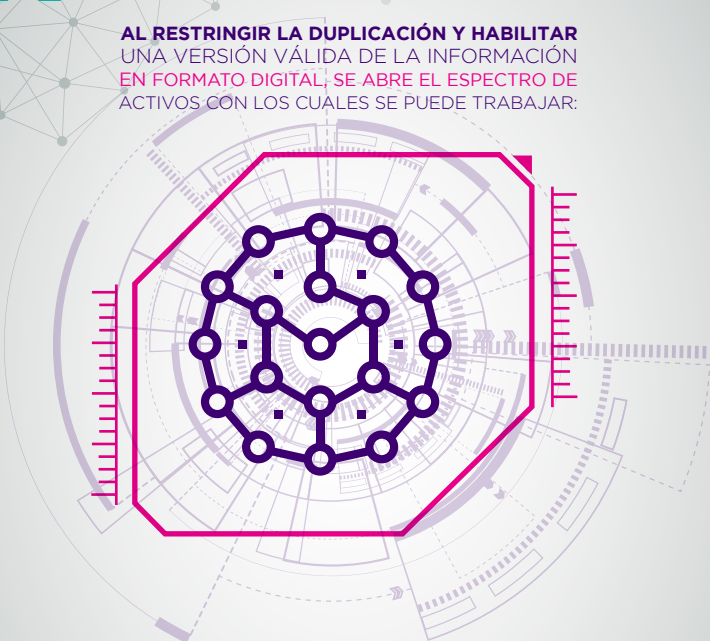 AL RESTRINGIR LA DUPLICACIÓN Y HABILITAR
UNA VERSIÓN VÁLIDA DE LA INFORMACIÓN
EN FORMATO DIGITAL, SE ABRE EL ESPECTRO DE
ACTIVOS CON LOS CUALES SE PUEDE TRABAJAR: